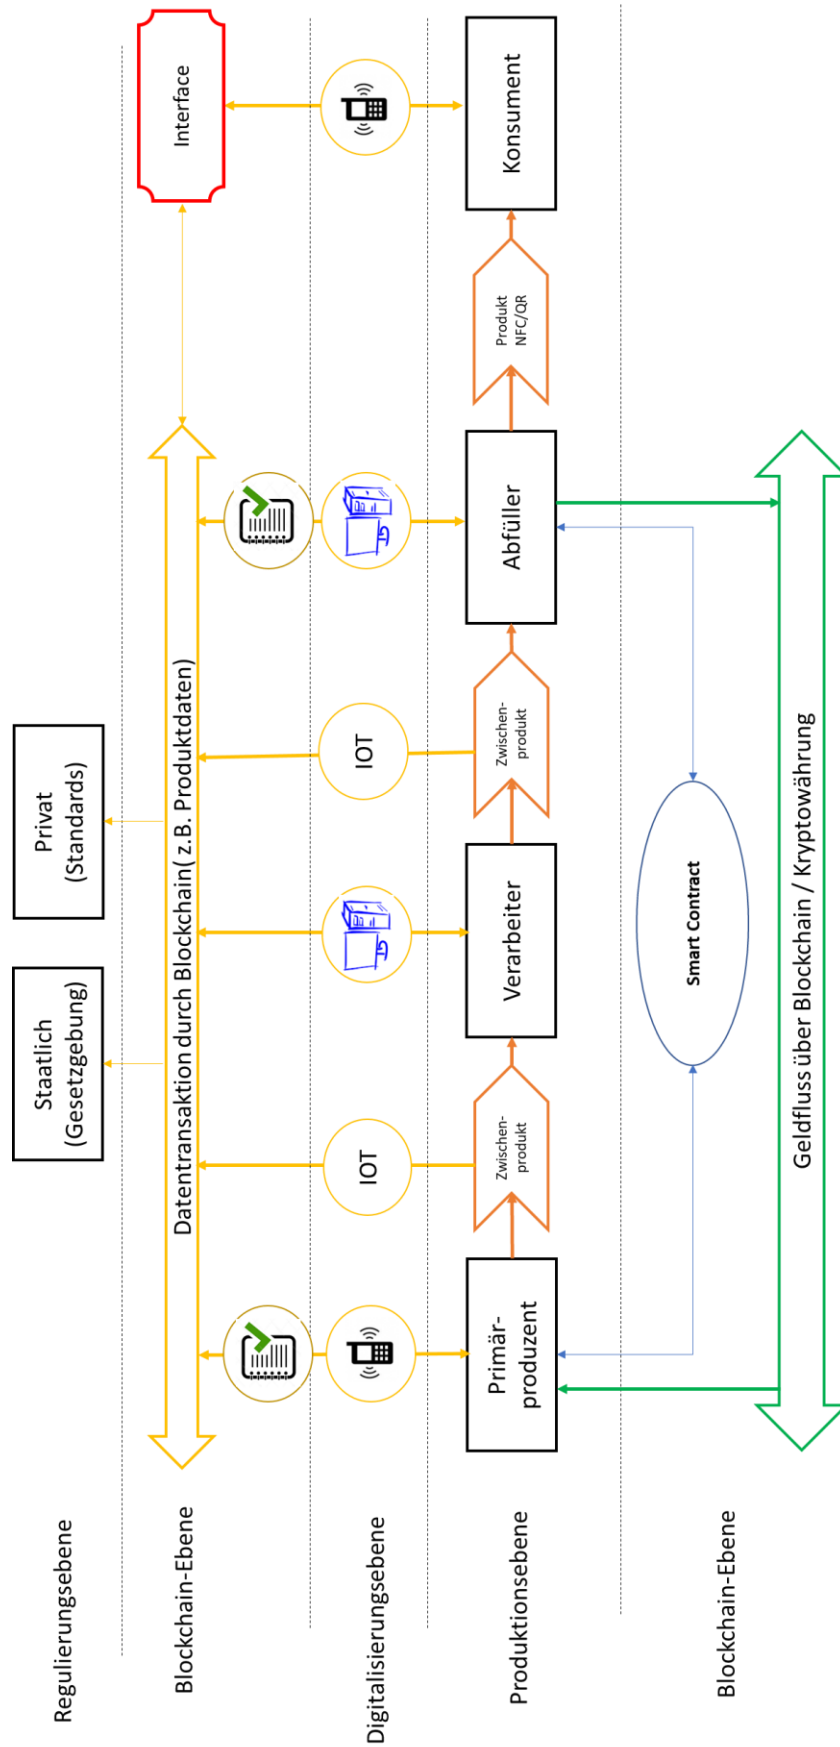 Regulierungsebene
Staatlich
(Gesetzgebung)
Privat
(Standards)
Blockchain-Ebene
Datentransaktion durch Blockchain( z.B. Produktdaten)
Interface
Digitalisierungsebene
IOT
IOT
Produktionsebene
Primär-
produzent
Zwischen-
produkt
Verarbeiter
Zwischen-
produkt
Abfüller
Produkt
NFC/QR
Konsument
Blockchain-Ebene
Smart Contract
Geldfluss über Blockchain / Kryptowährung